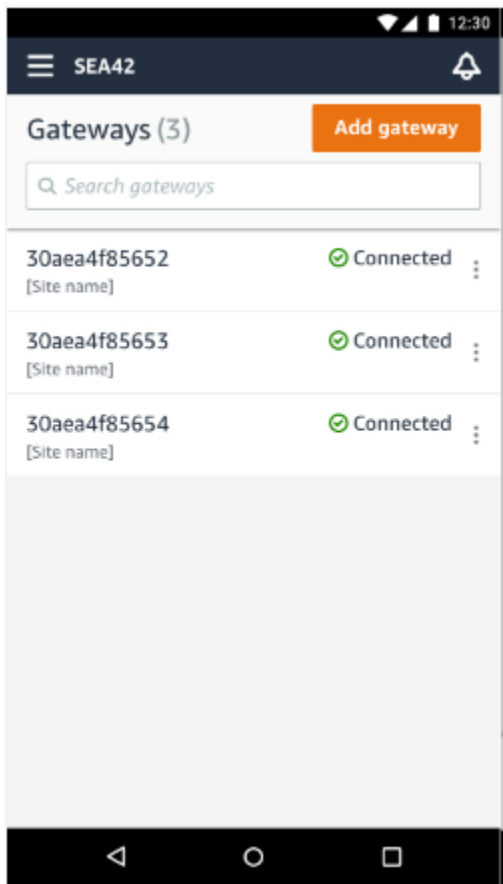 12:30
SEA42
Gateways (3)
Add gateway
Search gateways
30aea4f85652
Connected
[Site name]
30aea4f85653
Connected
[Site name]
30aea4f85654
Connected
[Site name]